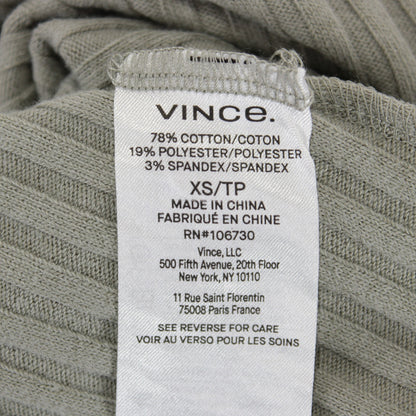 VINCE.
78% COTTON/COTON
19% POLYESTER/POLYESTER
3% SPANDEX/SPANDEX
XS/TP
MADE IN CHINA
FABRIQUÉ EN CHINE
RN#106730
Vince, LLC
500 Fifth Avenue, 20th Floor
New York, NY 10110
11 Rue Saint Florentin
75008 Paris France
SEE REVERSE FOR CARE
VOIR AU VERSO POUR LES SOINS